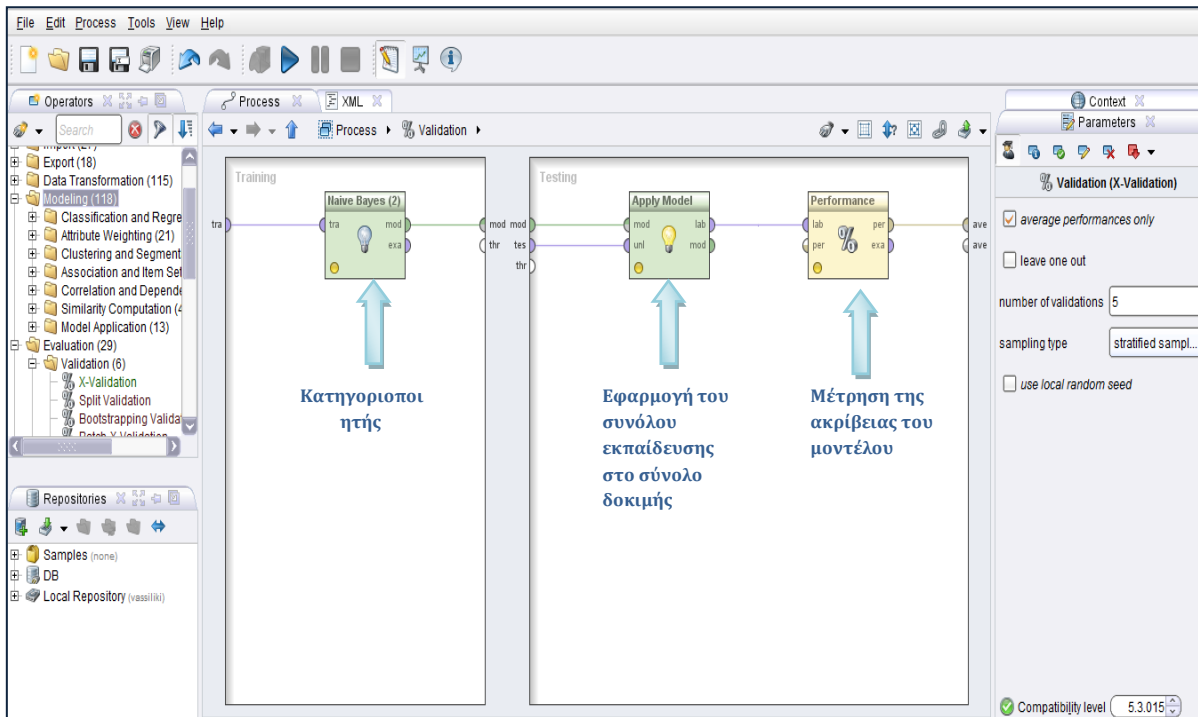 File Edit Process Tools View Help
Operators
Search
Export (18)
Data Transformation (115)
Modeling (118)
Classification and Regre
Attribute Weighting (21)
Clustering and Segment
Association and Item Set
Correlation and Depende
Similarity Computation (4
Model Application (13)
Evaluation (29)
Validation (6)
X-Validation
Split Validation
Bootstrapping Validat
Repositories
Samples (none)
DB
Local Repository (vassiliki)
Process XML
Process Validation
Training
Naive Bayes (2)
tra tra mod mod
exa thr
Κατηγοριοποι
ητής
Testing
Apply Model Performance
mod mod lab lab per ave
tes unl mod per exa ave
thr
Εφαρμογή του
συνόλου
εκπαίδευσης
στο σύνολο
δοκιμής
Μέτρηση της
ακρίβειας του
μοντέλου
Context
Parameters
Validation (X-Validation)
average performances only
leave one out
number of validations 5
sampling type stratified sampl...
use local random seed
Compatibility level 5.3.015